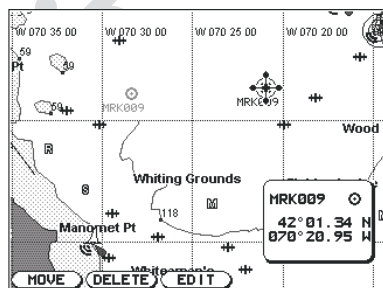 W 070 35 00 W 070 30 00 W 070 25 00 W 070 20 00
59
Pt 59
MRK009 MRK009
59
Wood
R
S Whiting Grounds
M
MRK009
118
42°01.34 N
Manomet Pt 070°20.95 W
MOVE DELETE EDIT